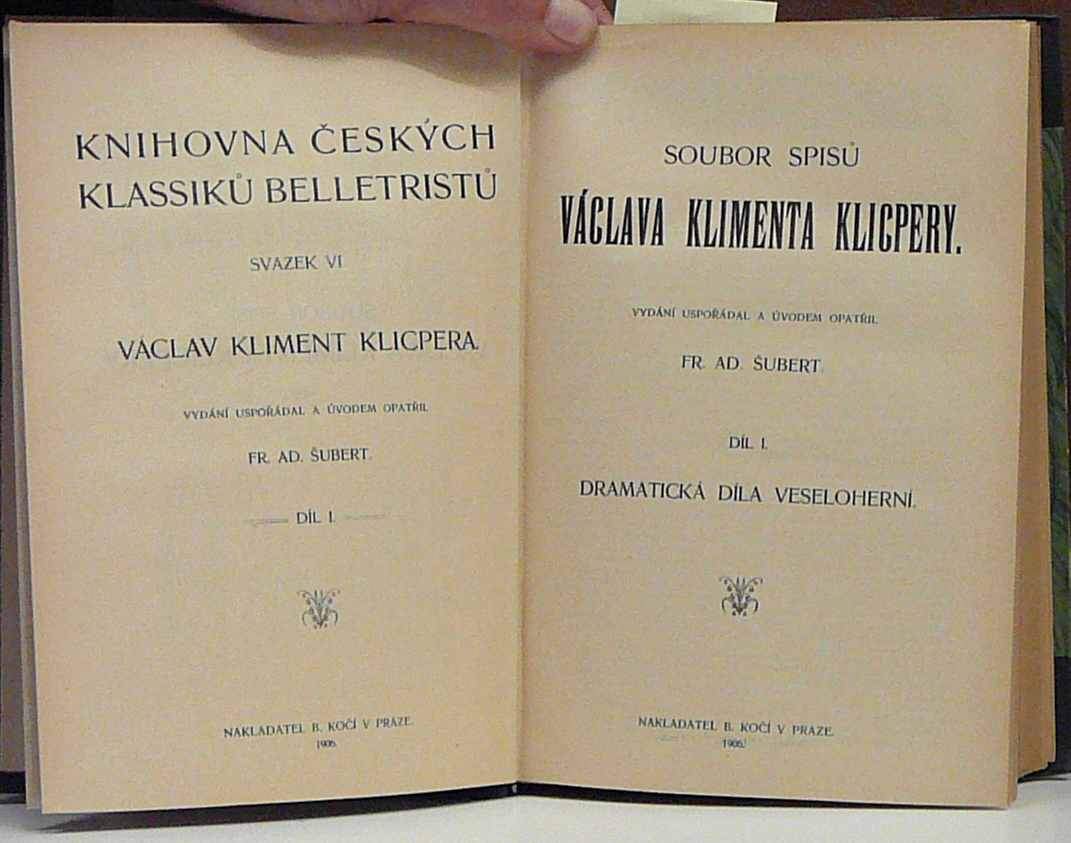 KNIHOVNA ČESKÝCH
KLASSIKŮ BELLETRISTŮ
SVAZEK VI
VÁCLAV KLIMENT KLICPERA.
VYDÁNÍ USPOŘÁDAL A ÚVODEM OPATŘIL
FR. AD. ŠUBERT.
DÍL I.
NAKLADATEL B. KOČÍ V PRAZE.
1906.
SOUBOR SPISŮ
VÁCLAVA KLIMENTA KLICPERY.
VYDÁNÍ USPOŘÁDAL A ÚVODEM OPATŘIL
FR. AD. ŠUBERT.
DÍL I.
DRAMATICKÁ DÍLA VESELOHERNÍ.
NAKLADATEL B. KOČÍ V PRAZE.
1906.